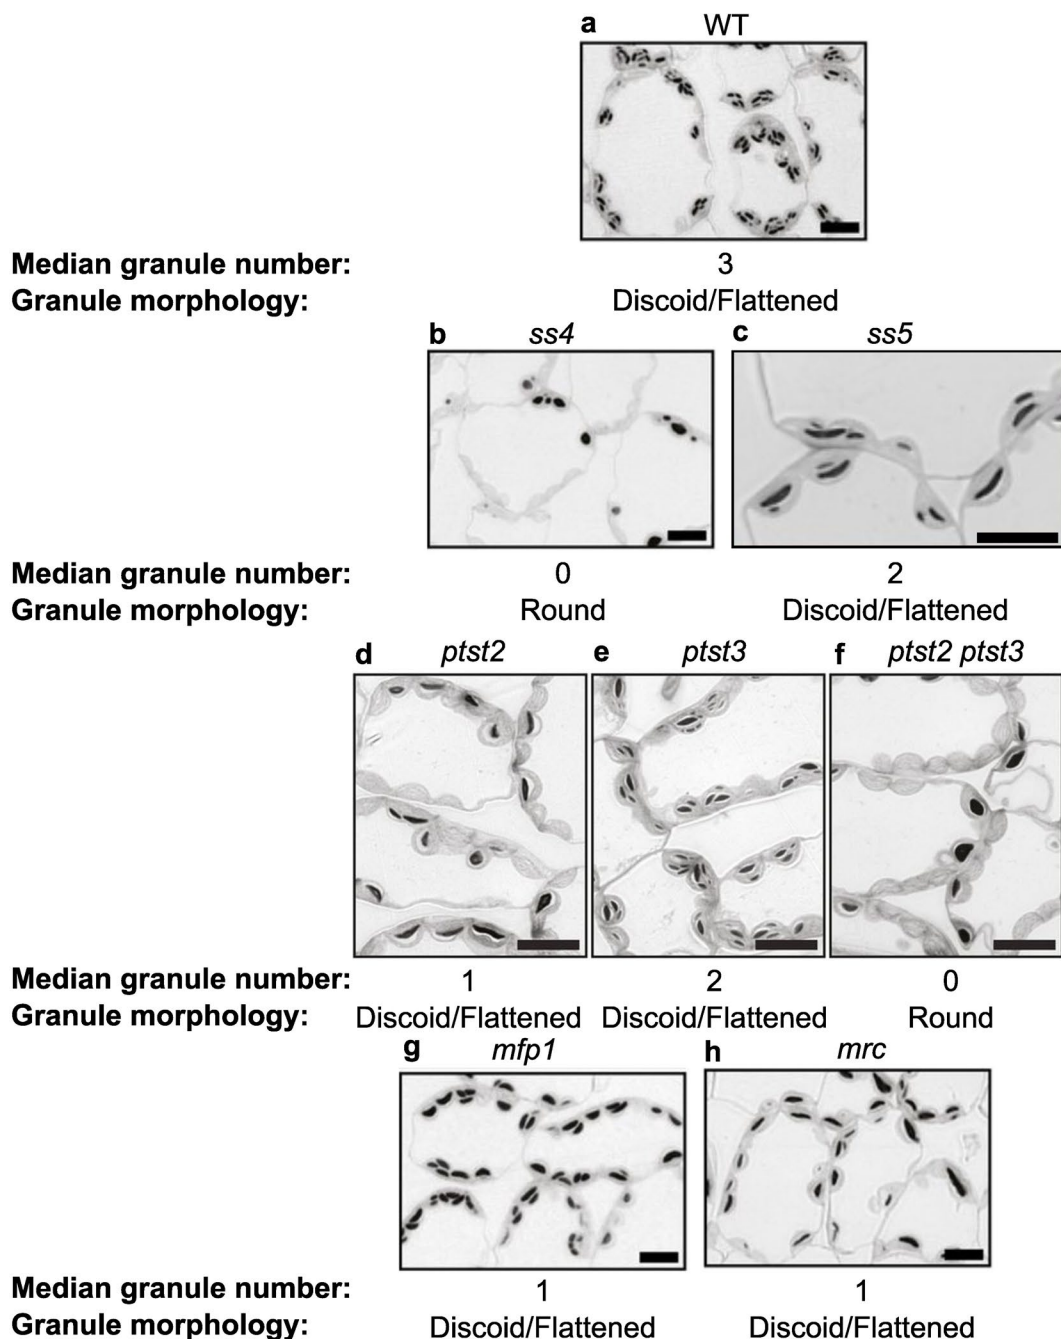 a WT
Median granule number: 3
Granule morphology: Discoid/Flattened
b ss4 c ss5
Median granule number: 0 2
Granule morphology: Round Discoid/Flattened
d ptst2 e ptst3 f ptst2 ptst3
Median granule number: 1 2 0
Granule morphology: Discoid/Flattened Discoid/Flattened Round
g mfp1 h mrc
Median granule number: 1 1
Granule morphology: Discoid/Flattened Discoid/Flattened